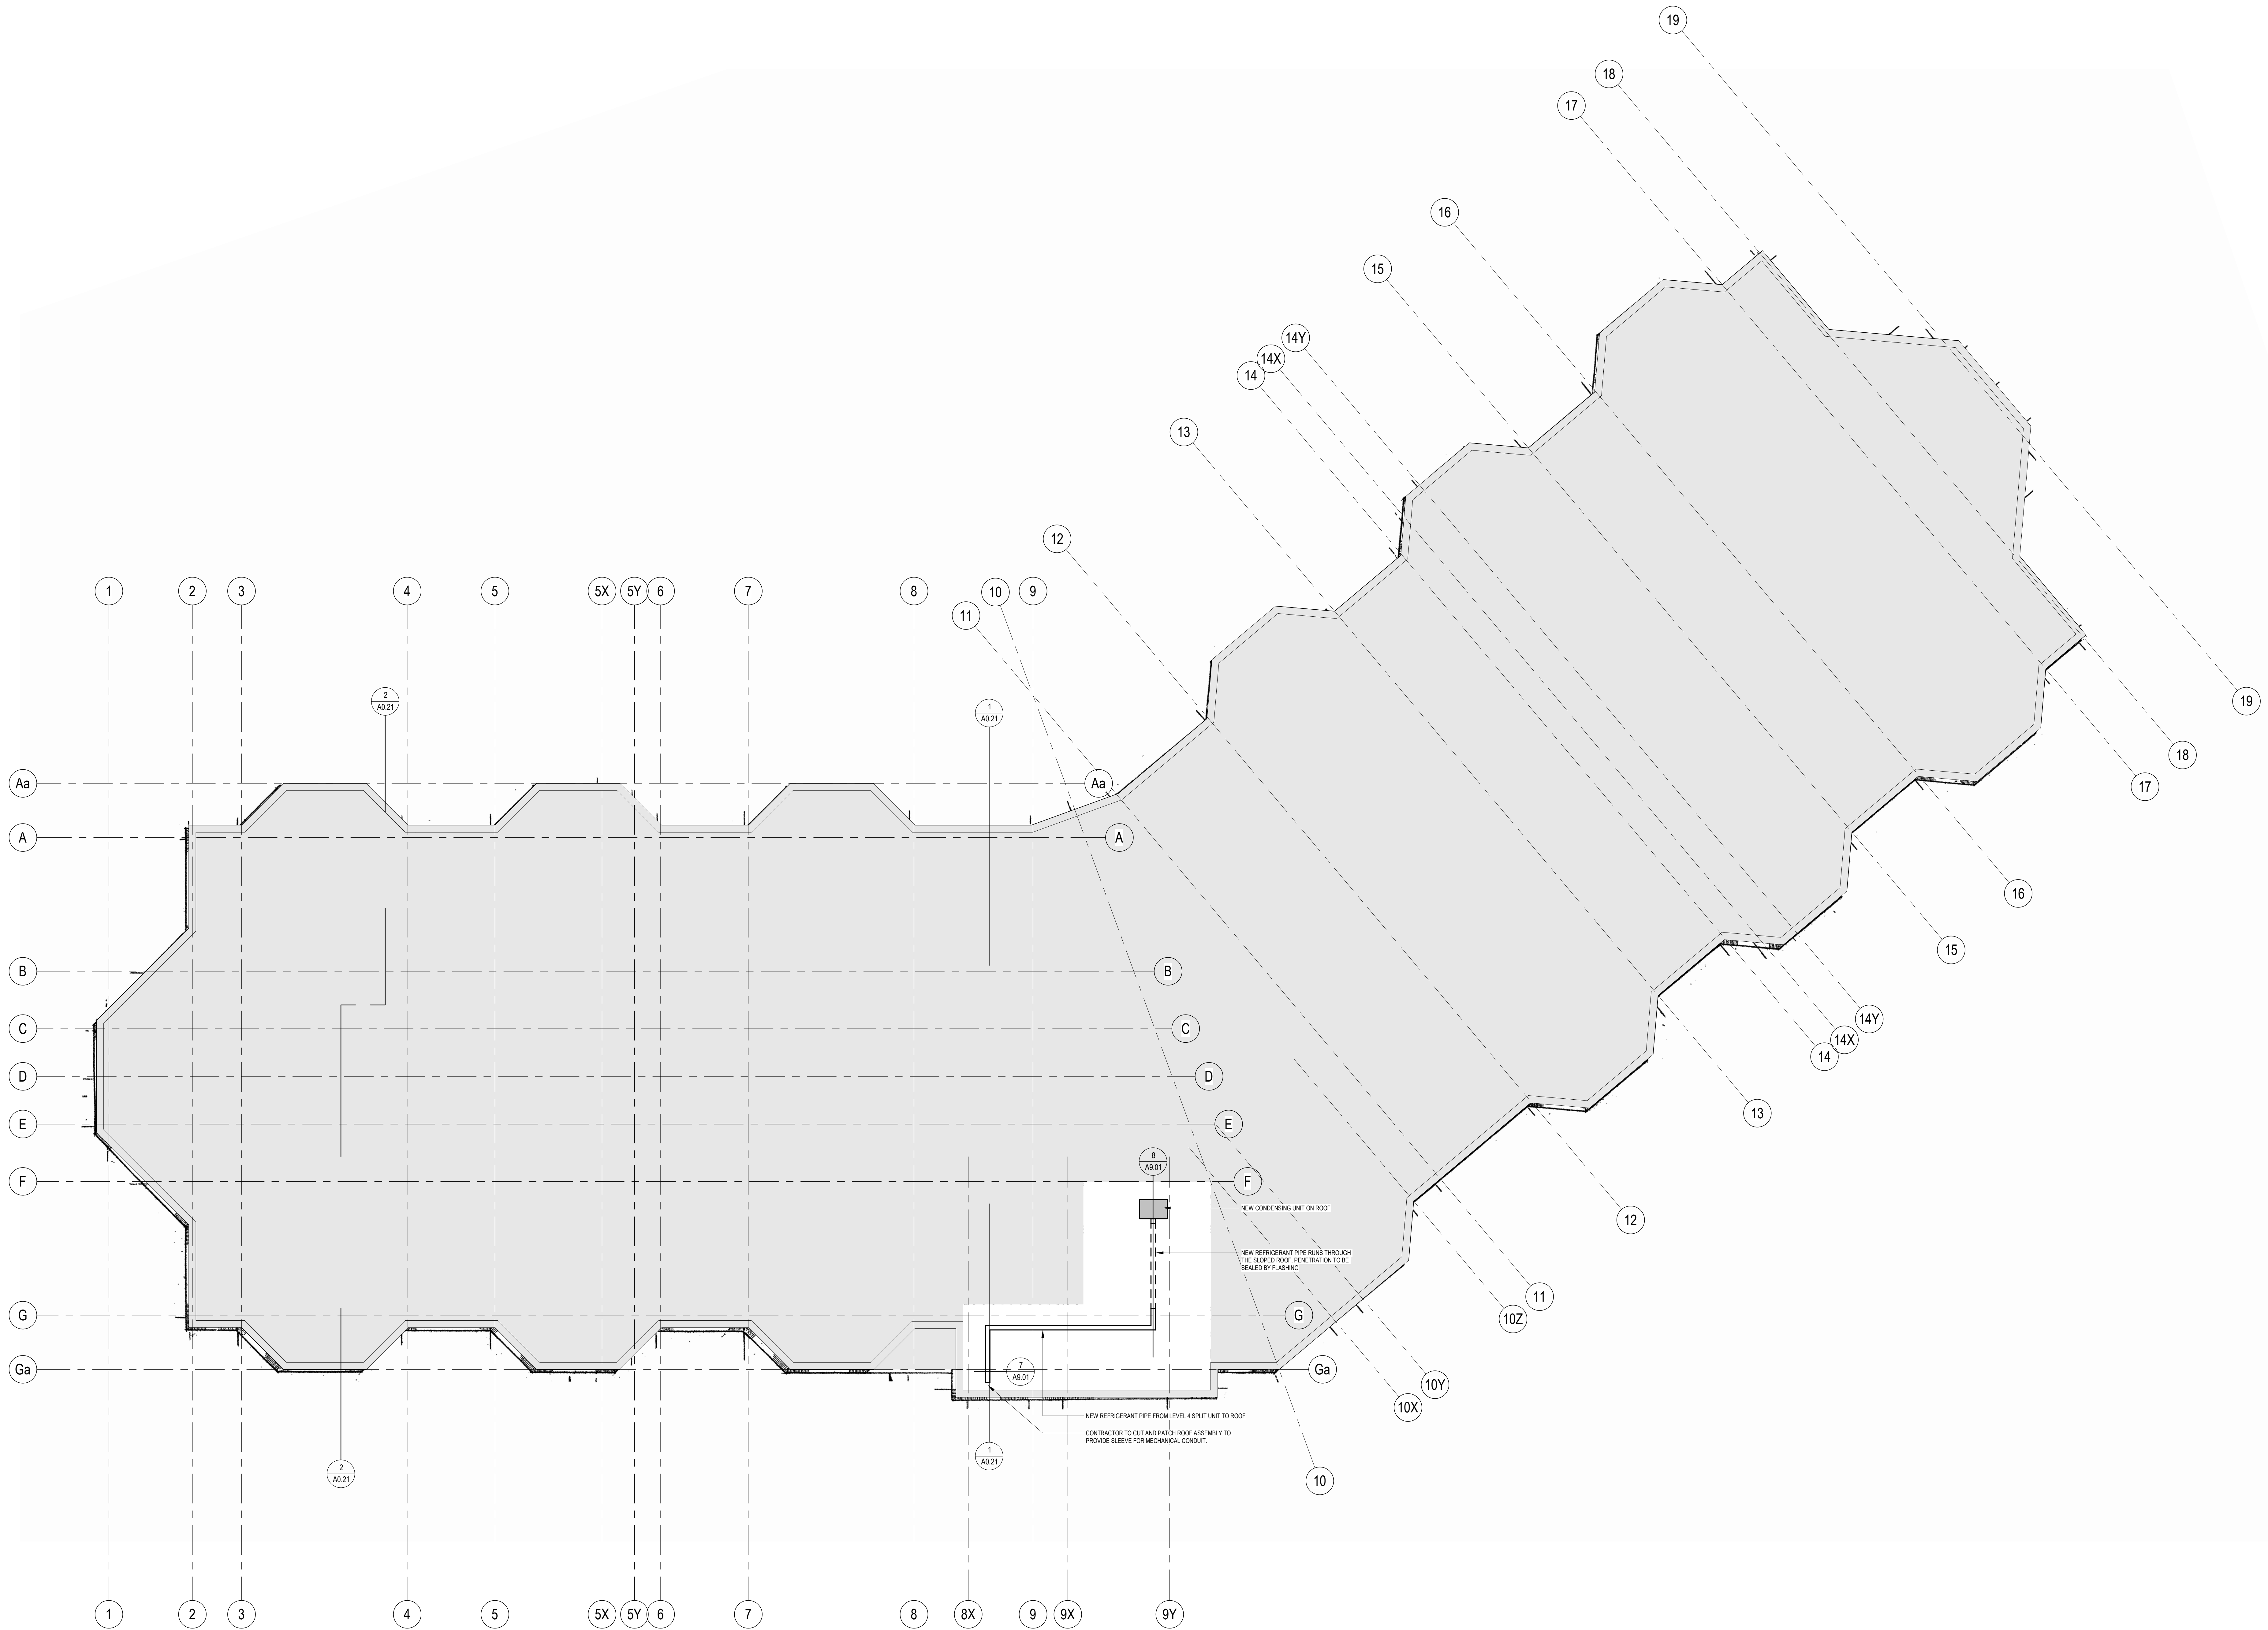 19
18
17
16
15
14Y
14X
14
13
12
10
11
1
2
3
4
5
5X
5Y
6
7
8
9
2
A0.21
1
A0.21
Aa
Aa
A
A
B
B
C
C
D
D
E
E
F
F
G
G
Ga
Ga
19
18
17
16
15
14Y
14X
14
13
12
11
10Z
10Y
10X
10
8
A9.01
NEW CONDENSING UNIT ON ROOF
NEW REFRIGERANT PIPE RUNS THROUGH
THE SLOPED ROOF, PENETRATION TO BE
SEALED BY FLASHING
7
A9.01
NEW REFRIGERANT PIPE FROM LEVEL 4 SPLIT UNIT TO ROOF
CONTRACTOR TO CUT AND PATCH ROOF ASSEMBLY TO
PROVIDE SLEEVE FOR MECHANICAL CONDUIT.
1
A0.21
2
A0.21
1
2
3
4
5
5X
5Y
6
7
8
8X
9
9X
9Y